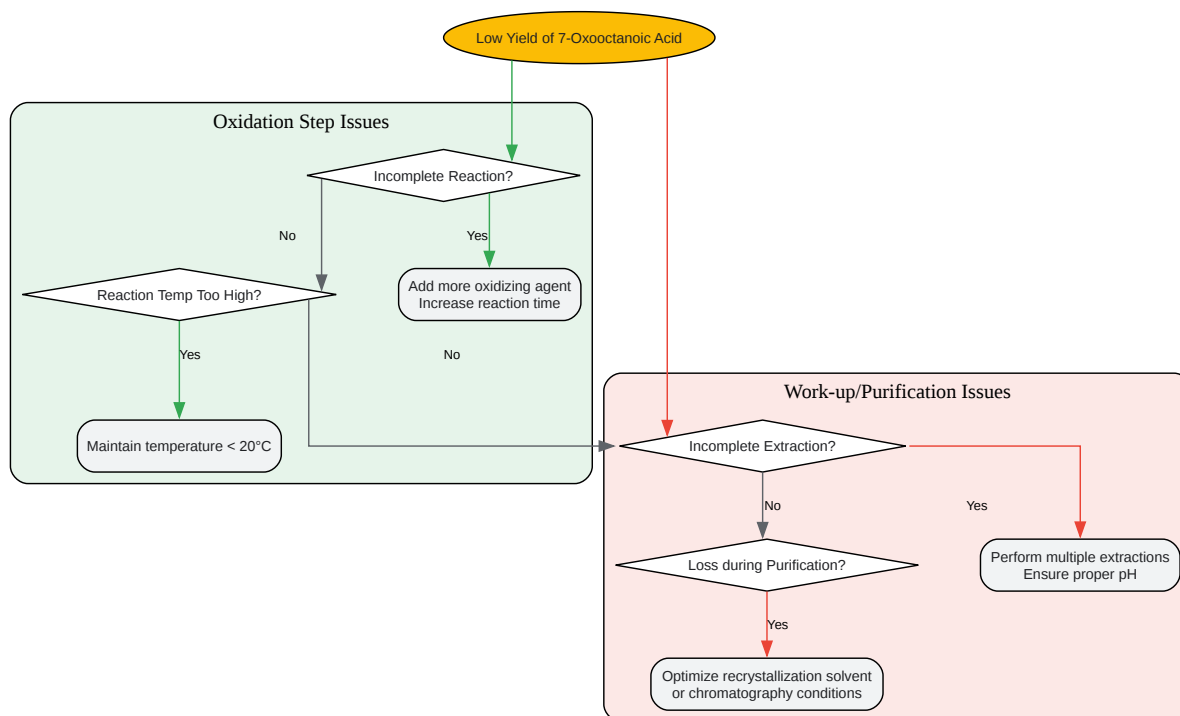 Low Yield of 7-Oxooctanoic Acid
Oxidation Step Issues
Incomplete Reaction?
No
Yes
Reaction Temp Too High?
Add more oxidizing agent
Increase reaction time
Yes
No
Maintain temperature < 20°C
Work-up/Purification Issues
Incomplete Extraction?
No
Yes
Loss during Purification?
Perform multiple extractions
Ensure proper pH
Yes
Optimize recrystallization solvent
or chromatography conditions